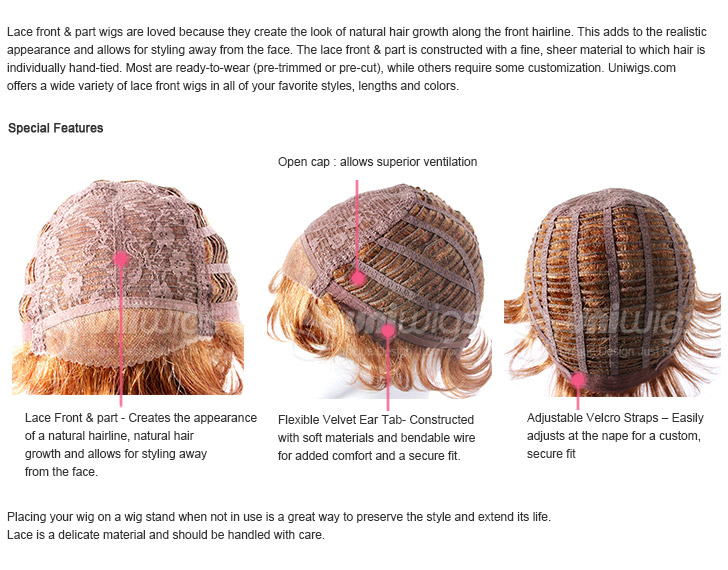 Lace front & part wigs are loved because they create the look of natural hair growth along the front hairline. This adds to the realistic
appearance and allows for styling away from the face. The lace front & part is constructed with a fine, sheer material to which hair is
individually hand-tied. Most are ready-to-wear (pre-trimmed or pre-cut), while others require some customization. Uniwigs.com
offers a wide variety of lace front wigs in all of your favorite styles, lengths and colors.
Special Features
Open cap : allows superior ventilation
uniwigs
uniwigs
uniwigs
Design Just
Lace Front & part - Creates the appearance
of a natural hairline, natural hair
growth and allows for styling away
from the face.
Flexible Velvet Ear Tab- Constructed
with soft materials and bendable wire
for added comfort and a secure fit.
Adjustable Velcro Straps – Easily
adjusts at the nape for a custom,
secure fit
Placing your wig on a wig stand when not in use is a great way to preserve the style and extend its life.
Lace is a delicate material and should be handled with care.